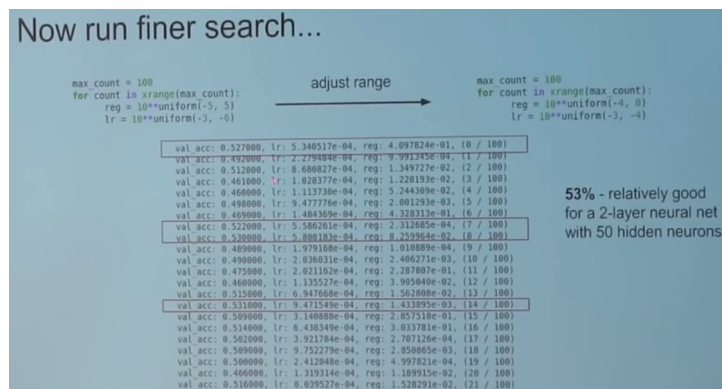 Now run finer search...
max_count = 100
for count in xrange(max_count):
reg = 10**uniform(-5, 5)
lr = 10**uniform(-3, -6)
adjust range
max_count = 100
for count in xrange(max_count):
reg = 10**uniform(-4, 0)
lr = 10**uniform(-3, -4)
val_acc: 0.527000, lr: 5.340517e-04, reg: 4.097824e-01, (0 / 100)
val_acc: 0.492000, lr: 2.279484e-04, reg: 9.991345e-04, (1 / 100)
val_acc: 0.512000, lr: 8.680827e-04, reg: 1.349727e-02, (2 / 100)
val_acc: 0.461000, lr: 1.028377e-04, reg: 1.220193e-02, (3 / 100)
val_acc: 0.460000, lr: 1.113730e-04, reg: 5.244309e-02, (4 / 100)
val_acc: 0.498000, lr: 9.477776e-04, reg: 2.001293e-03, (5 / 100)
val_acc: 0.469000, lr: 1.484369e-04, reg: 4.328313e-01, (6 / 100)
val_acc: 0.522000, lr: 5.586261e-04, reg: 2.312685e-04, (7 / 100)
val_acc: 0.530000, lr: 5.808183e-04, reg: 8.259964e-02, (8 / 100)
val_acc: 0.489000, lr: 1.979168e-04, reg: 1.010889e-04, (9 / 100)
val_acc: 0.490000, lr: 2.036031e-04, reg: 2.406271e-03, (10 / 100)
val_acc: 0.475000, lr: 2.021162e-04, reg: 2.287807e-01, (11 / 100)
val_acc: 0.460000, lr: 1.135527e-04, reg: 3.905040e-02, (12 / 100)
val_acc: 0.515000, lr: 6.947668e-04, reg: 1.562808e-02, (13 / 100)
val_acc: 0.531000, lr: 9.471549e-04, reg: 1.433895e-03, (14 / 100)
val_acc: 0.509000, lr: 3.140888e-04, reg: 2.857518e-01, (15 / 100)
val_acc: 0.514000, lr: 6.438349e-04, reg: 3.033781e-01, (16 / 100)
val_acc: 0.502000, lr: 3.921784e-04, reg: 2.707126e-04, (17 / 100)
val_acc: 0.509000, lr: 9.752279e-04, reg: 2.850865e-03, (18 / 100)
val_acc: 0.500000, lr: 2.412048e-04, reg: 4.997821e-04, (19 / 100)
val_acc: 0.466000, lr: 1.319314e-04, reg: 1.189915e-02, (20 / 100)
val_acc: 0.516000, lr: 8.039527e-04, reg: 1.528291e-02, (21 / 100)
53% - relatively good
for a 2-layer neural net
with 50 hidden neurons